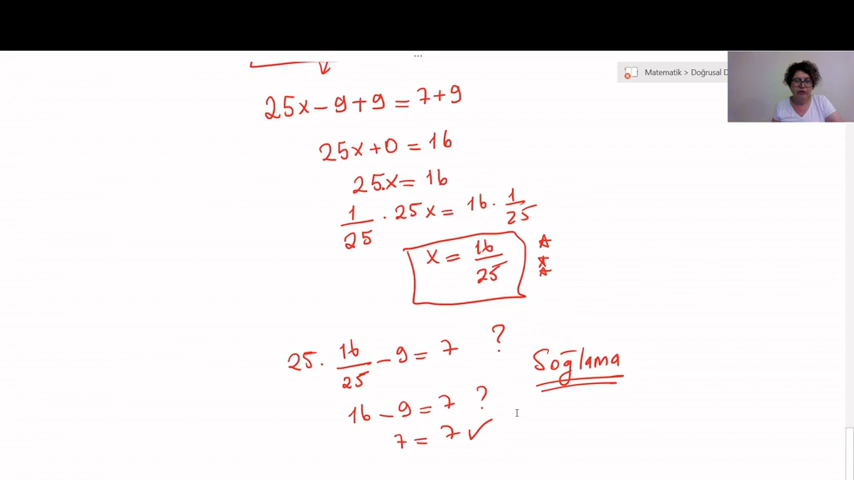 ...
Matematik > Doğrusal D
25x - 9 + 9 = 7 + 9
25x + 0 = 16
25.x = 16
1/25 · 25x = 16 · 1/25
x = 16/25
25 · 16/25 - 9 = 7 ?
Soğlama
16 - 9 = 7 ?
7 = 7 ✓